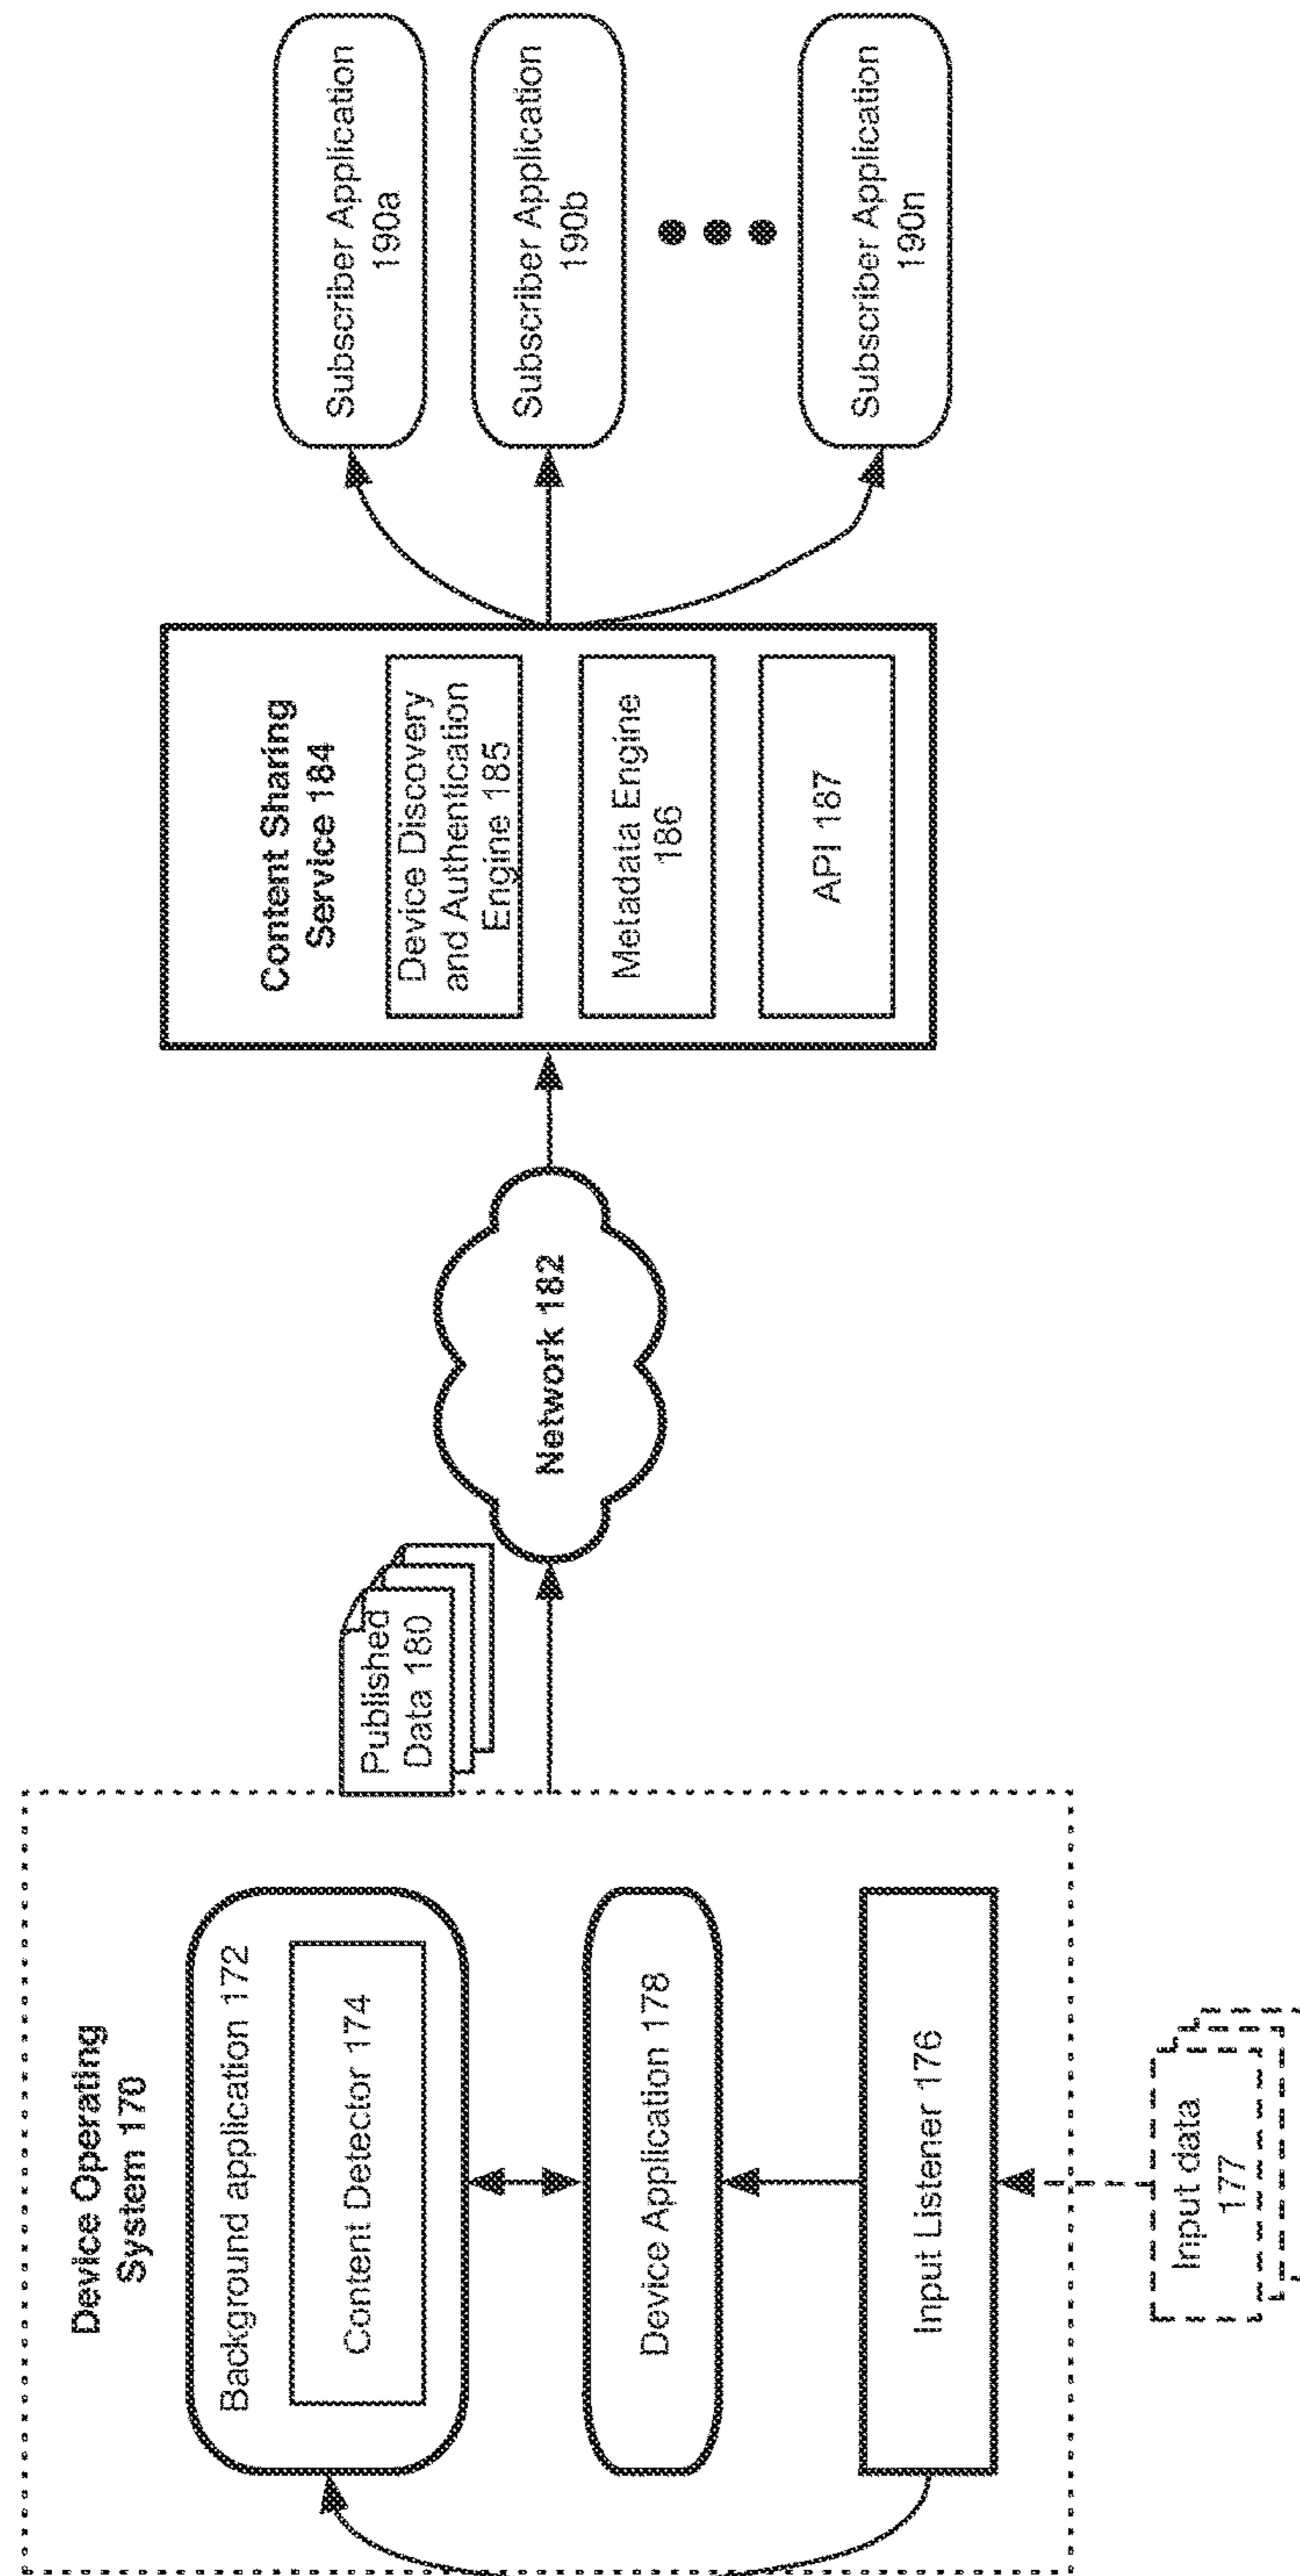 Device Operating
System 170
Background application 172
Content Detector 174
Device Application 178
Input Listener 176
Input data
177
Published
Data 180
Network 182
Content Sharing
Service 184
Device Discovery
and Authentication
Engine 185
Metadata Engine
186
API 187
Subscriber Application
190a
Subscriber Application
190b
Subscriber Application
190n